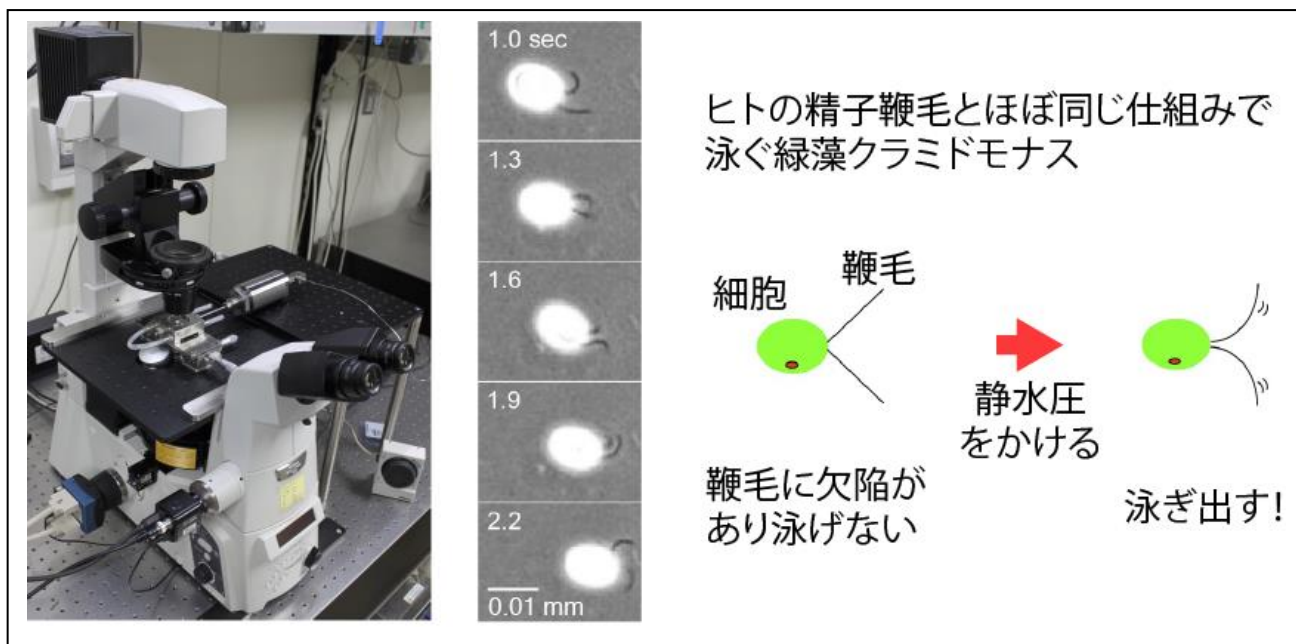 1.0 sec
1.3
1.6
1.9
2.2
0.01 mm
ヒトの精子鞭毛とほぼ同じ仕組みで
泳ぐ緑藻クラミドモナス
細胞
鞭毛
静水圧
をかける
鞭毛に欠陥が
あり泳げない
泳ぎ出す!